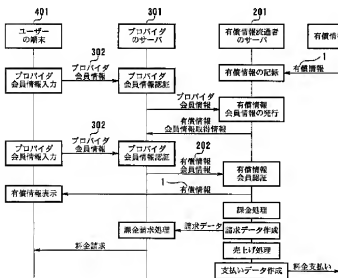 401
301
201
ユーザー
の端末
プロバイダ
のサーバ
有償情報流通者
のサーバ
有償情
302
1
プロバイダ
会員情報入力
プロバイダ
会員情報
プロバイダ
会員情報認証
有償情報の記録
有償情報
プロバイダ
会員情報
有償情報
会員情報の発行
有償情報
会員情報取得情報
302
202
プロバイダ
会員情報入力
プロバイダ
会員情報
プロバイダ
会員情報認証
有償情報
会員情報
有償情報
会員認証
1
有償情報表示
有償情報
課金処理
課金請求処理
請求データ
請求データ作成
料金請求
売上げ処理
支払いデータ作成
料金支払い